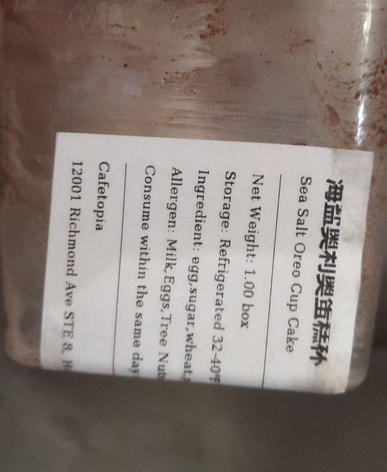 海盐奥利奥蛋糕杯
Sea Salt Oreo Cup Cake
Net Weight: 1.00 box
Storage: Refrigerated 32-40°F
Ingredient: egg,sugar,wheat,
Allergen: Milk,Eggs,Tree Nut
Consume within the same day
Cafetopia
12001 Richmond Ave STE 8, H